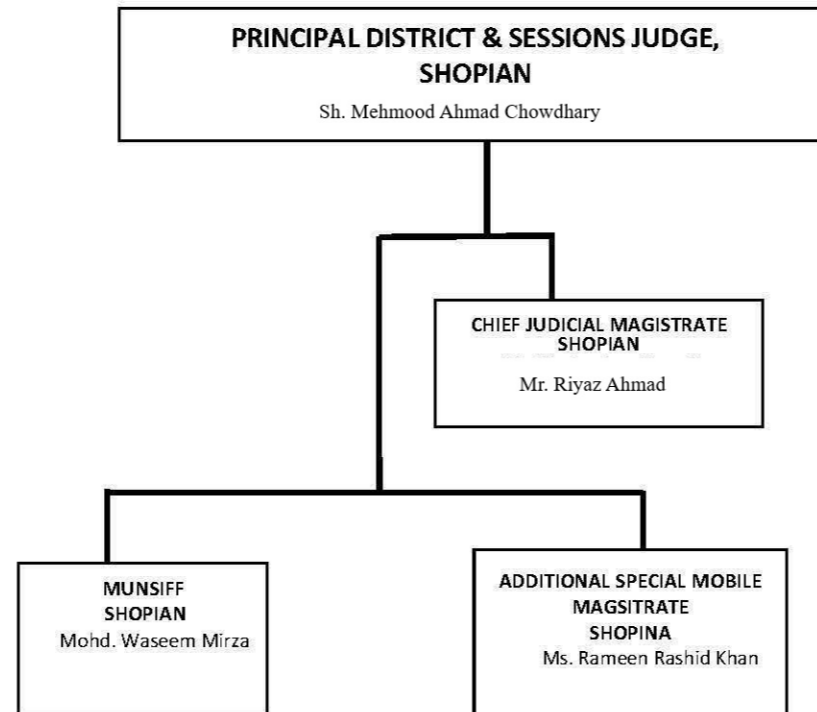 PRINCIPAL DISTRICT & SESSIONS JUDGE,
SHOPIAN
Sh. Mehmood Ahmad Chowdhary
CHIEF JUDICIAL MAGISTRATE
SHOPIAN
Mr. Riyaz Ahmad
MUNSIFF
SHOPIAN
Mohd. Waseem Mirza
ADDITIONAL SPECIAL MOBILE
MAGSITRATE
SHOPINA
Ms. Rameen Rashid Khan